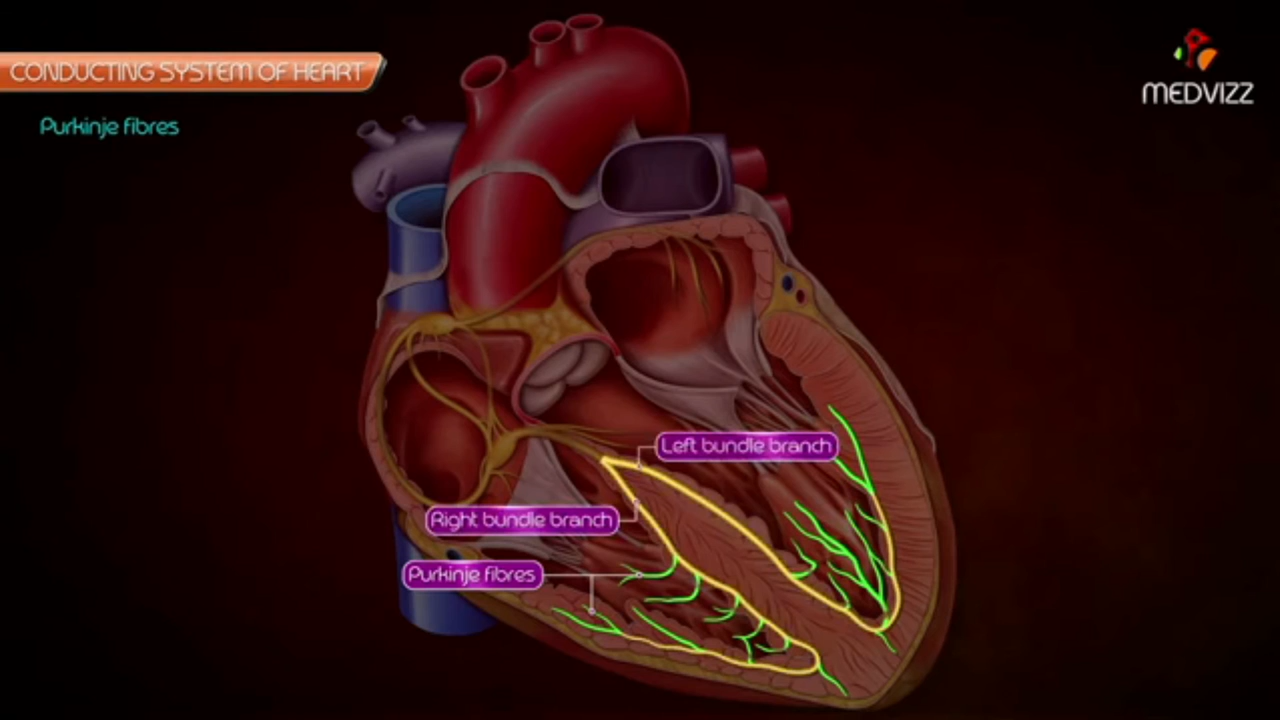 CONDUCTING SYSTEM OF HEART
MEDVIZZ
Purkinje fibres
Left bundle branch
Right bundle branch
Purkinje fibres